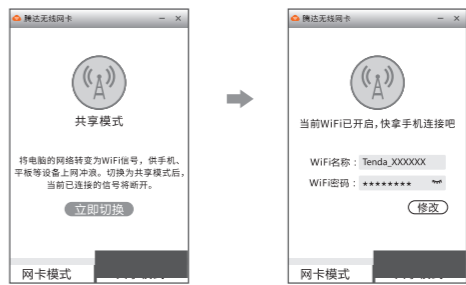 腾达无线网卡
共享模式
将电脑的网络转变为WiFi信号，供手机、
平板等设备上网冲浪。切换为共享模式后，
当前已连接的信号将断开。
立即切换
网卡模式
腾达无线网卡
当前WiFi已开启，快拿手机连接吧
WiFi名称： Tenda_XXXXXX
WiFi密码： ********
修改
网卡模式